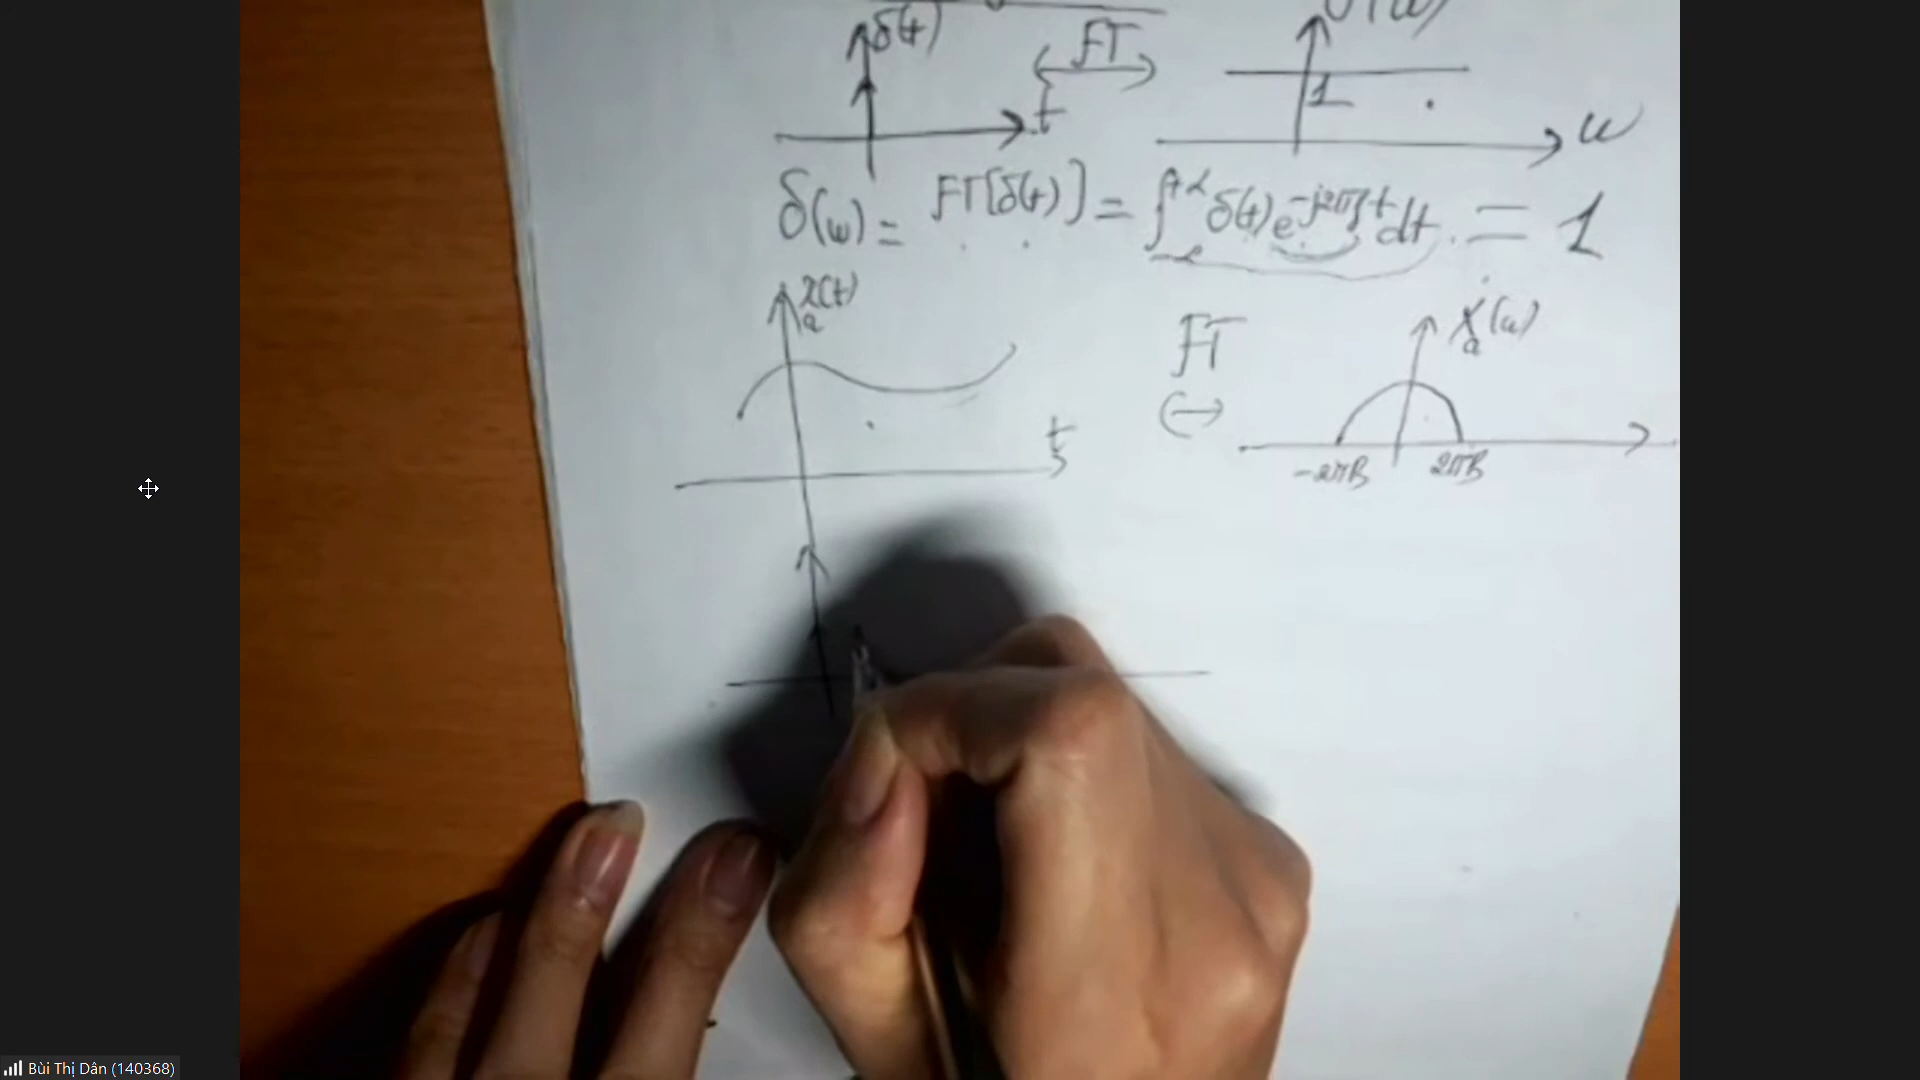 δ(t)
FT
t
1
ω
δ(ω) = FT[δ(t)] = ∫ δ(t) e^{-j2πft} dt = 1
x_a(t)
t
FT
X_a(ω)
-2πB
2πB
Bùi Thị Dân (140368)